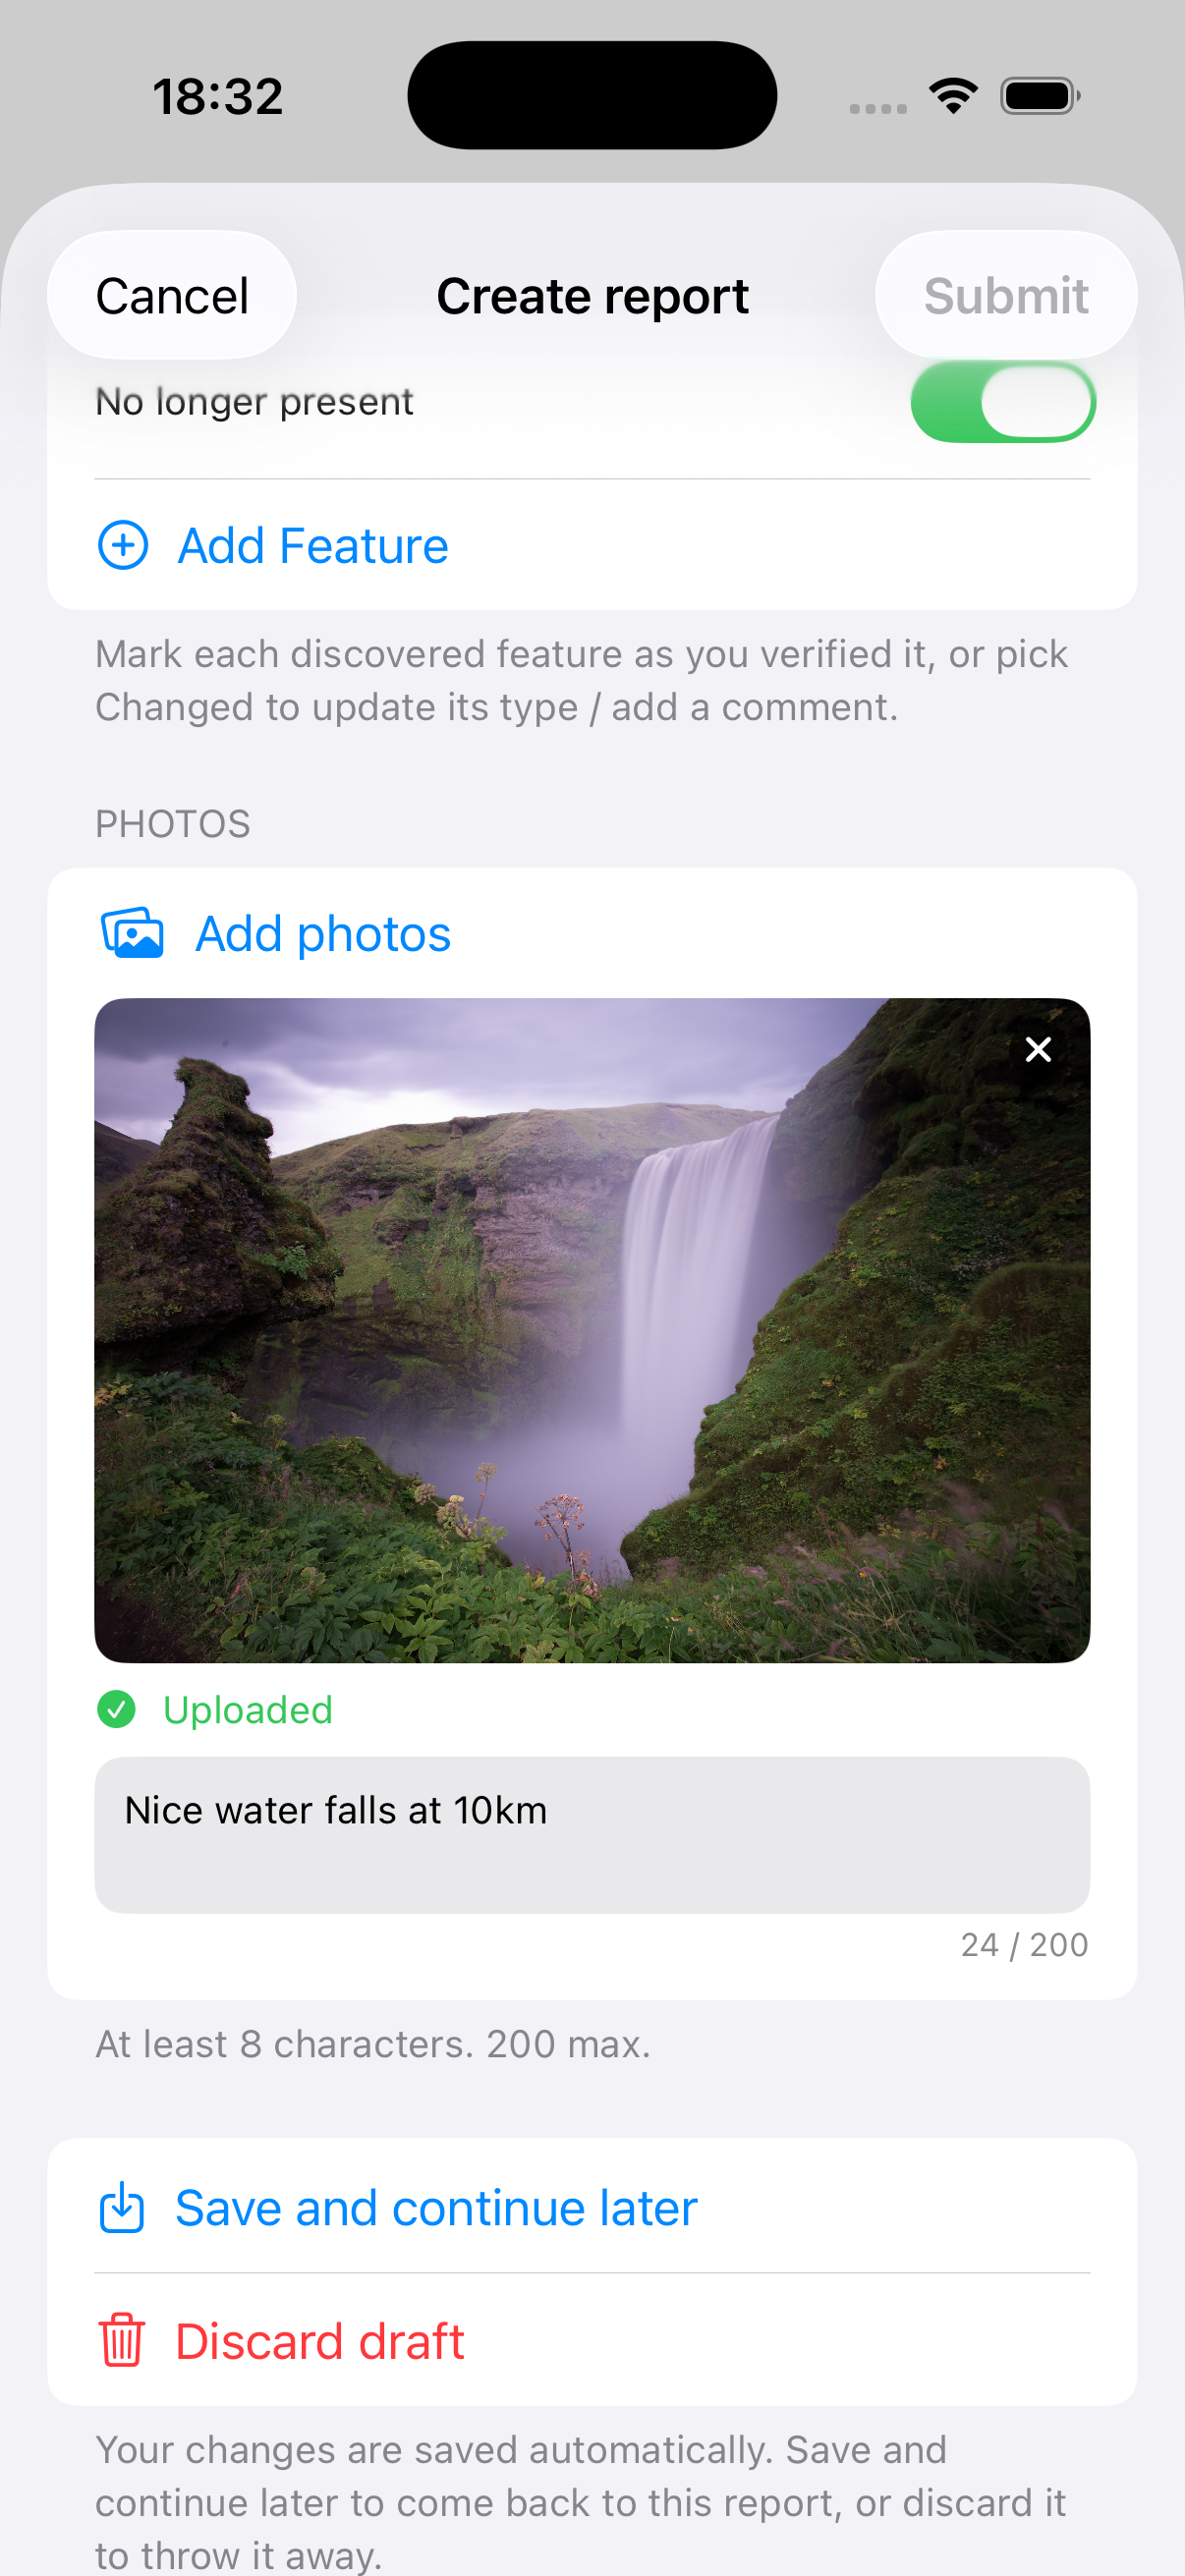 18:32
Cancel
Create report
Submit
No longer present
Add Feature
Mark each discovered feature as you verified it, or pick
Changed to update its type / add a comment.
PHOTOS
Add photos
Uploaded
Nice water falls at 10km
24 / 200
At least 8 characters. 200 max.
Save and continue later
Discard draft
Your changes are saved automatically. Save and
continue later to come back to this report, or discard it
to throw it away.